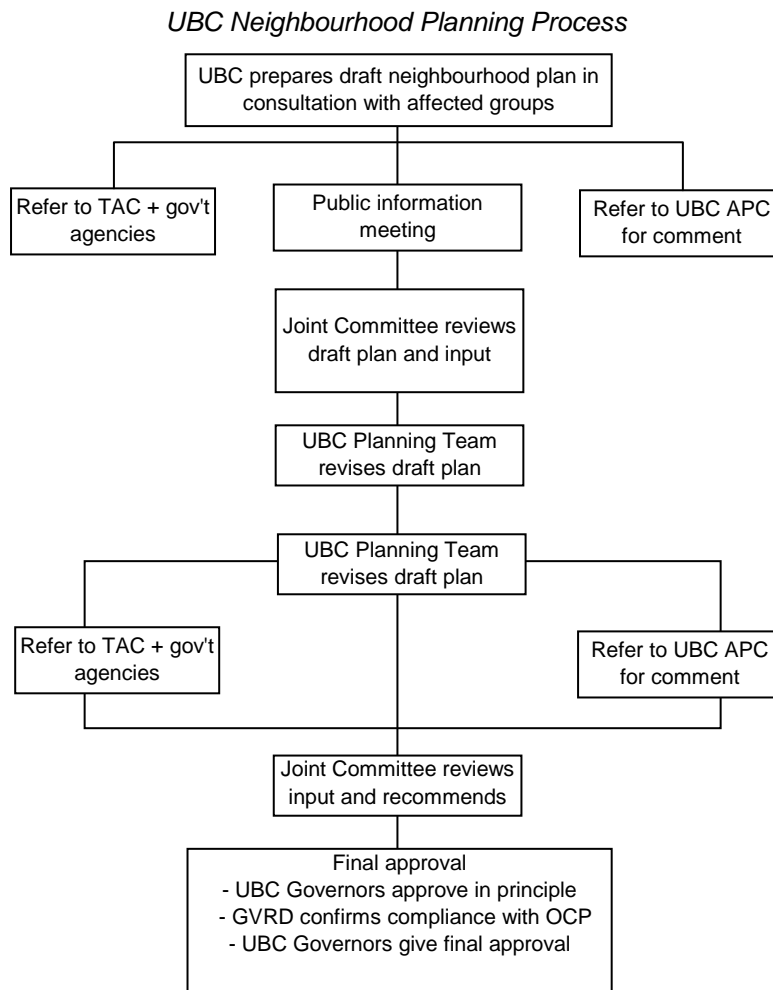 UBC Neighbourhood Planning Process
UBC prepares draft neighbourhood plan in
consultation with affected groups
Refer to TAC + gov't
agencies
Public information
meeting
Refer to UBC APC
for comment
Joint Committee reviews
draft plan and input
UBC Planning Team
revises draft plan
UBC Planning Team
revises draft plan
Refer to TAC + gov't
agencies
Refer to UBC APC
for comment
Joint Committee reviews
input and recommends
Final approval
- UBC Governors approve in principle
- GVRD confirms compliance with OCP
- UBC Governors give final approval